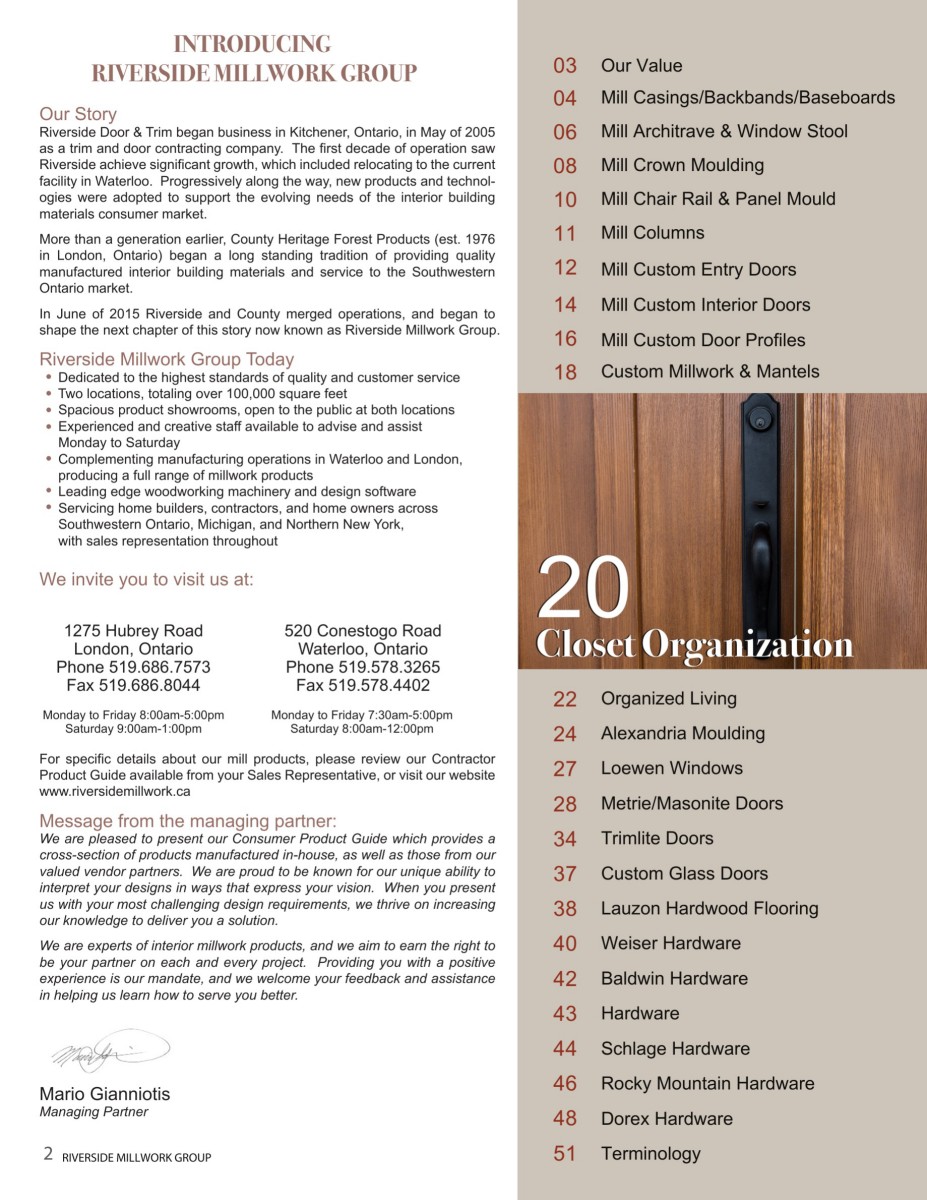 INTRODUCING
RIVERSIDE MILLWORK GROUP
Our Story
Riverside Door & Trim began business in Kitchener, Ontario, in May of 2005
as a trim and door contracting company. The first decade of operation saw
Riverside achieve significant growth, which included relocating to the current
facility in Waterloo. Progressively along the way, new products and technol-
ogies were adopted to support the evolving needs of the interior building
materials consumer market.
More than a generation earlier, County Heritage Forest Products (est. 1976
in London, Ontario) began a long standing tradition of providing quality
manufactured interior building materials and service to the Southwestern
Ontario market.
In June of 2015 Riverside and County merged operations, and began to
shape the next chapter of this story now known as Riverside Millwork Group.
Riverside Millwork Group Today
• Dedicated to the highest standards of quality and customer service
• Two locations, totaling over 100,000 square feet
• Spacious product showrooms, open to the public at both locations
• Experienced and creative staff available to advise and assist
Monday to Saturday
• Complementing manufacturing operations in Waterloo and London,
producing a full range of millwork products
• Leading edge woodworking machinery and design software
• Servicing home builders, contractors, and home owners across
Southwestern Ontario, Michigan, and Northern New York,
with sales representation throughout
We invite you to visit us at:
1275 Hubrey Road
London, Ontario
Phone 519.686.7573
Fax 519.686.8044
Monday to Friday 8:00am-5:00pm
Saturday 9:00am-1:00pm
520 Conestogo Road
Waterloo, Ontario
Phone 519.578.3265
Fax 519.578.4402
Monday to Friday 7:30am-5:00pm
Saturday 8:00am-12:00pm
For specific details about our mill products, please review our Contractor
Product Guide available from your Sales Representative, or visit our website
www.riversidemillwork.ca
Message from the managing partner:
We are pleased to present our Consumer Product Guide which provides a
cross-section of products manufactured in-house, as well as those from our
valued vendor partners. We are proud to be known for our unique ability to
interpret your designs in ways that express your vision. When you present
us with your most challenging design requirements, we thrive on increasing
our knowledge to deliver you a solution.
We are experts of interior millwork products, and we aim to earn the right to
be your partner on each and every project. Providing you with a positive
experience is our mandate, and we welcome your feedback and assistance
in helping us learn how to serve you better.
Mario Gianniotis
Managing Partner
2 RIVERSIDE MILLWORK GROUP
03 Our Value
04 Mill Casings/Backbands/Baseboards
06 Mill Architrave & Window Stool
08 Mill Crown Moulding
10 Mill Chair Rail & Panel Mould
11 Mill Columns
12 Mill Custom Entry Doors
14 Mill Custom Interior Doors
16 Mill Custom Door Profiles
18 Custom Millwork & Mantels
20
Closet Organization
22 Organized Living
24 Alexandria Moulding
27 Loewen Windows
28 Metrie/Masonite Doors
34 Trimlite Doors
37 Custom Glass Doors
38 Lauzon Hardwood Flooring
40 Weiser Hardware
42 Baldwin Hardware
43 Hardware
44 Schlage Hardware
46 Rocky Mountain Hardware
48 Dorex Hardware
51 Terminology